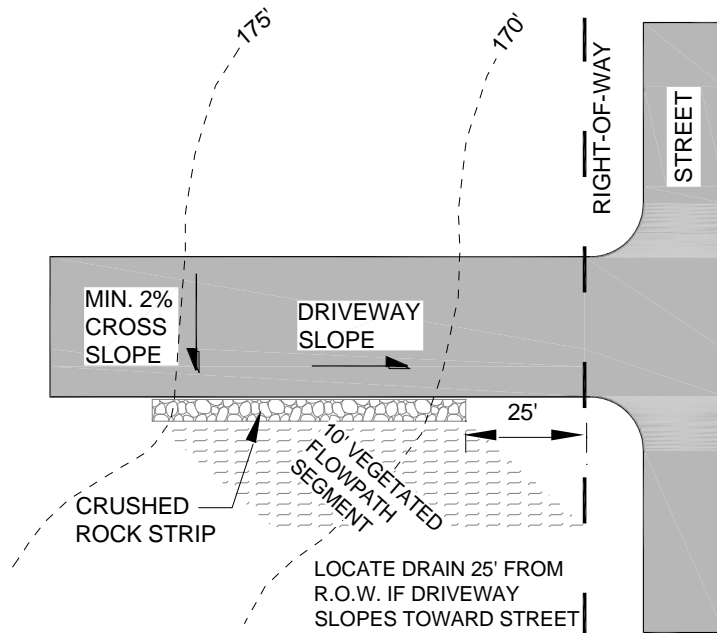 175'
170'
RIGHT-OF-WAY
STREET
MIN. 2%
CROSS
SLOPE
DRIVEWAY
SLOPE
25'
10' VEGETATED
FLOWPATH
SEGMENT
CRUSHED
ROCK STRIP
LOCATE DRAIN 25' FROM
R.O.W. IF DRIVEWAY
SLOPES TOWARD STREET